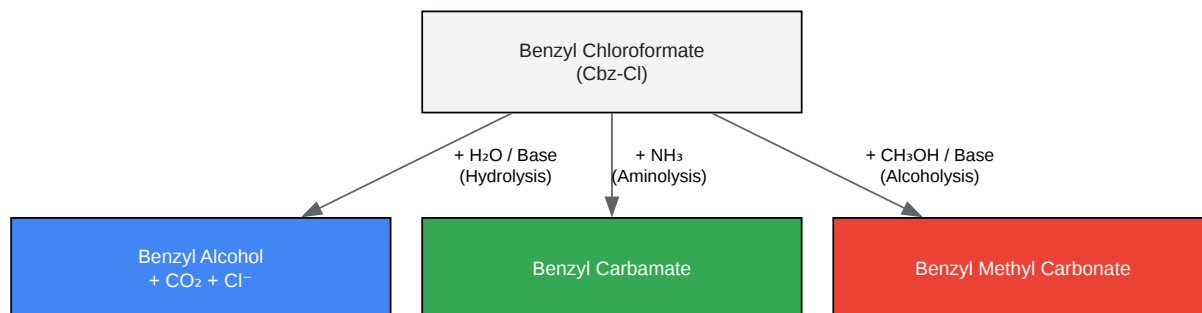 Benzyl Chloroformate
(Cbz-Cl)
+ H₂O / Base
(Hydrolysis)
+ NH₃
(Aminolysis)
+ CH₃OH / Base
(Alcoholysis)
Benzyl Alcohol
+ CO₂ + Cl⁻
Benzyl Carbamate
Benzyl Methyl Carbonate